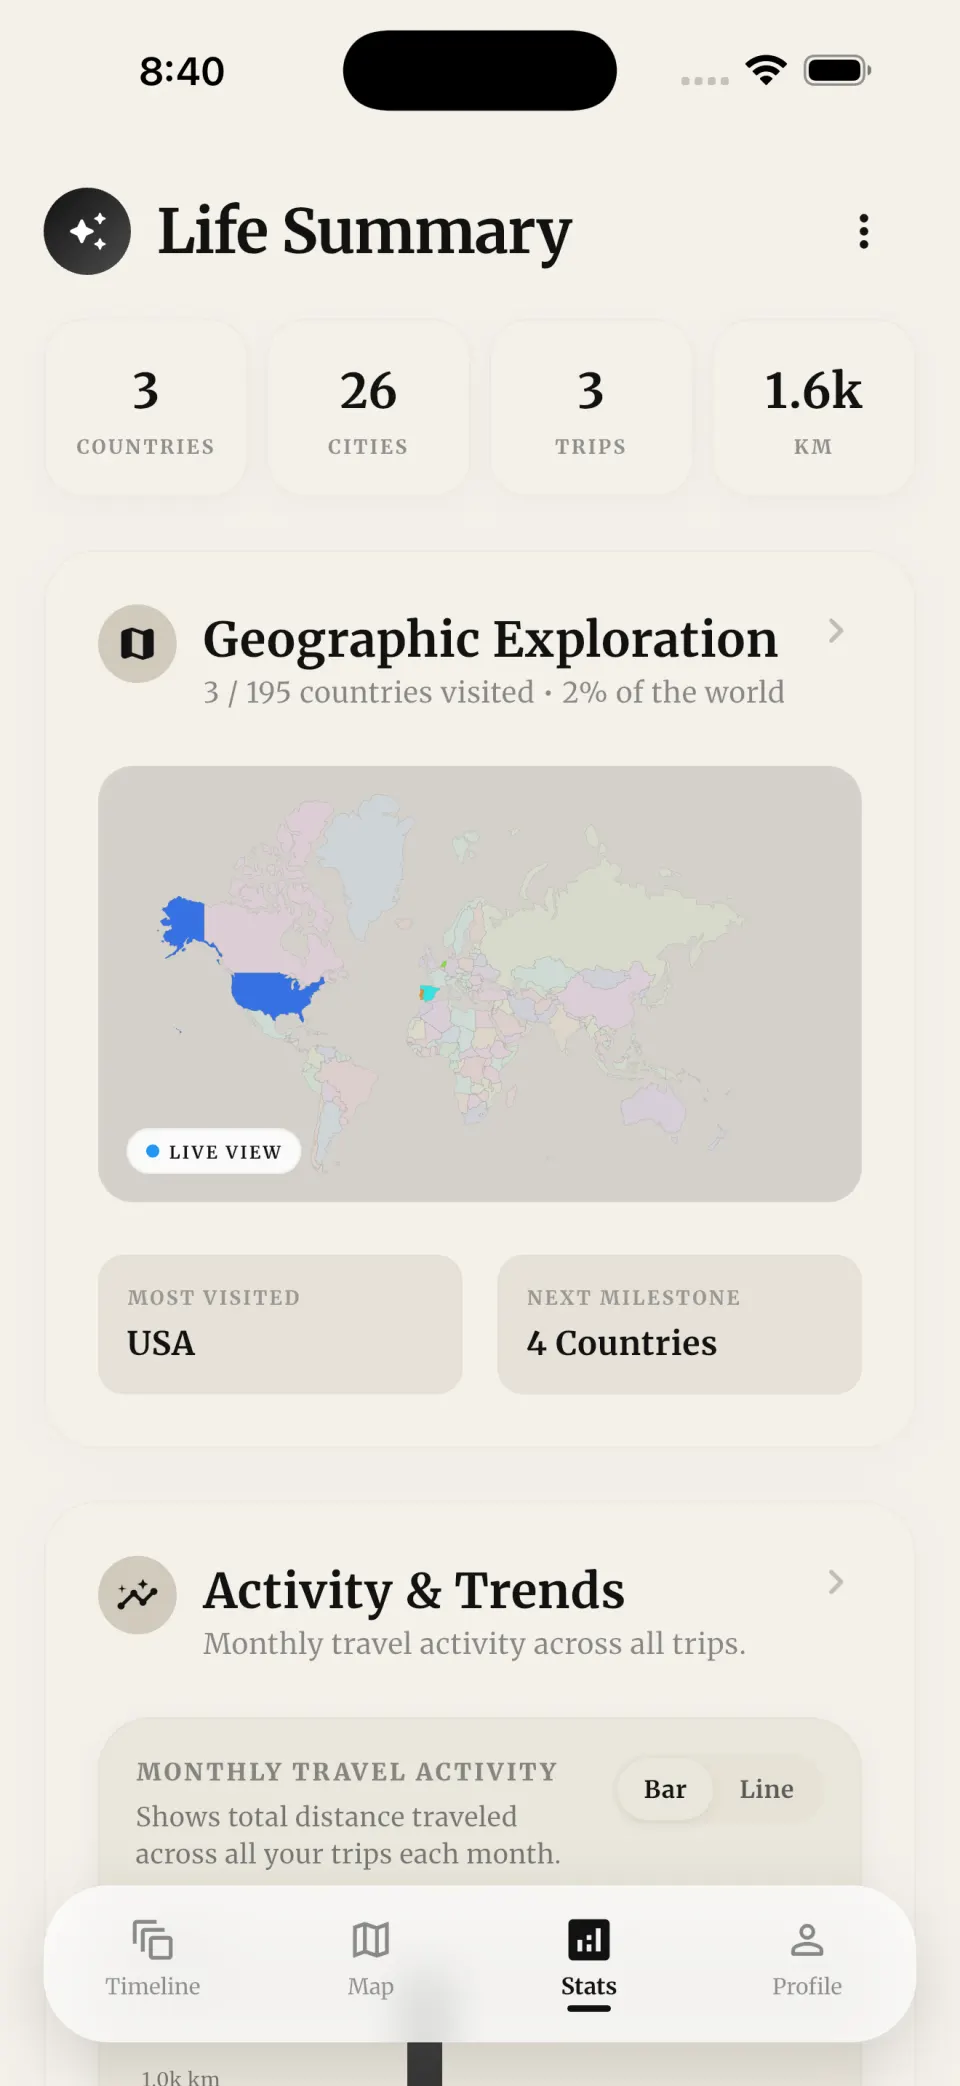 8:40
Life Summary
3
COUNTRIES
26
CITIES
3
TRIPS
1.6k
KM
Geographic Exploration
3 / 195 countries visited • 2% of the world
LIVE VIEW
MOST VISITED
USA
NEXT MILESTONE
4 Countries
Activity & Trends
Monthly travel activity across all trips.
MONTHLY TRAVEL ACTIVITY
Shows total distance traveled
across all your trips each month.
Bar
Line
Timeline
Map
Stats
Profile
1.0k km